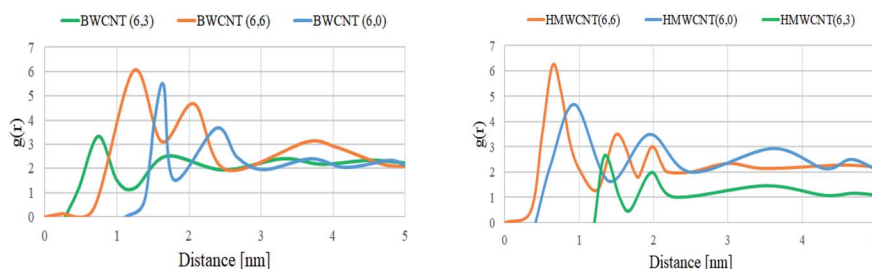 BWCNT (6,3) BWCNT (6,6) BWCNT (6,0)
7
6
5
4
3
2
1
0
g(r)
0 1 2 3 4 5
Distance [nm]
HMWCNT(6,6) HMWCNT(6,0) HMWCNT(6,3)
7
6
5
4
3
2
1
0
g(r)
0 1 2 3 4
Distance [nm]